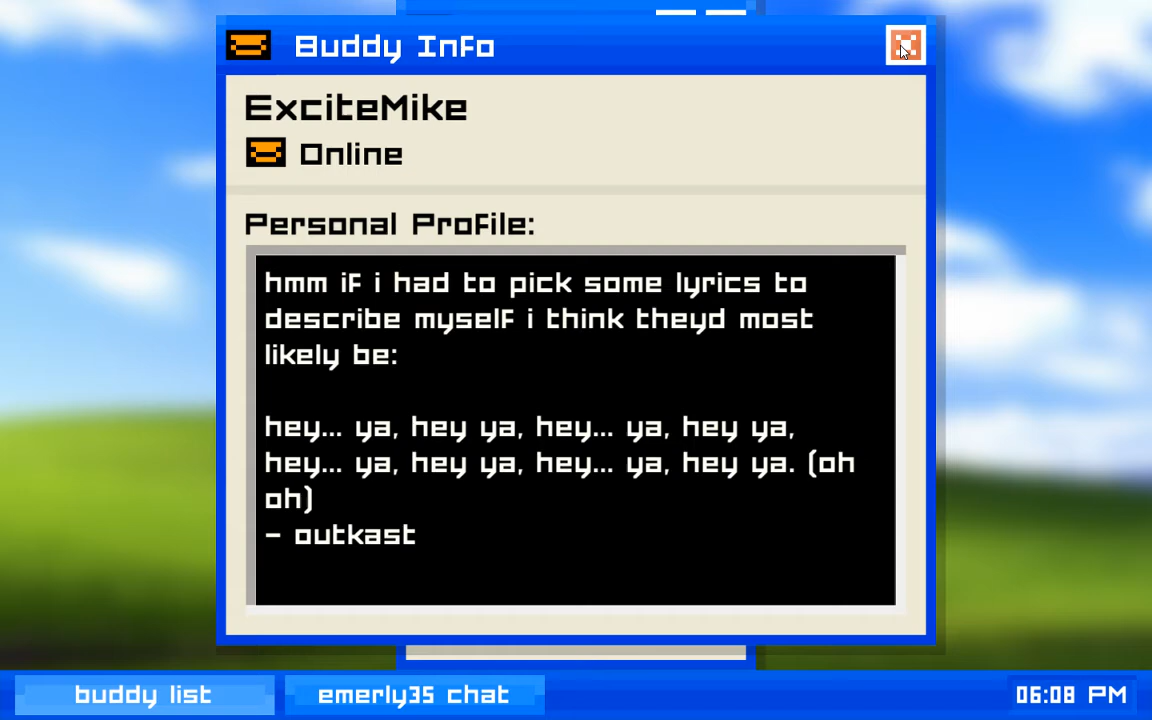 Buddy Info
ExciteMike
Online
Personal Profile:
hmm if i had to pick some lyrics to
describe myself i think theyd most
likely be:
hey... ya, hey ya, hey... ya, hey ya,
hey... ya, hey ya, hey... ya, hey ya. (oh
oh)
- outkast
buddy list
emerly35 chat
06:08 PM